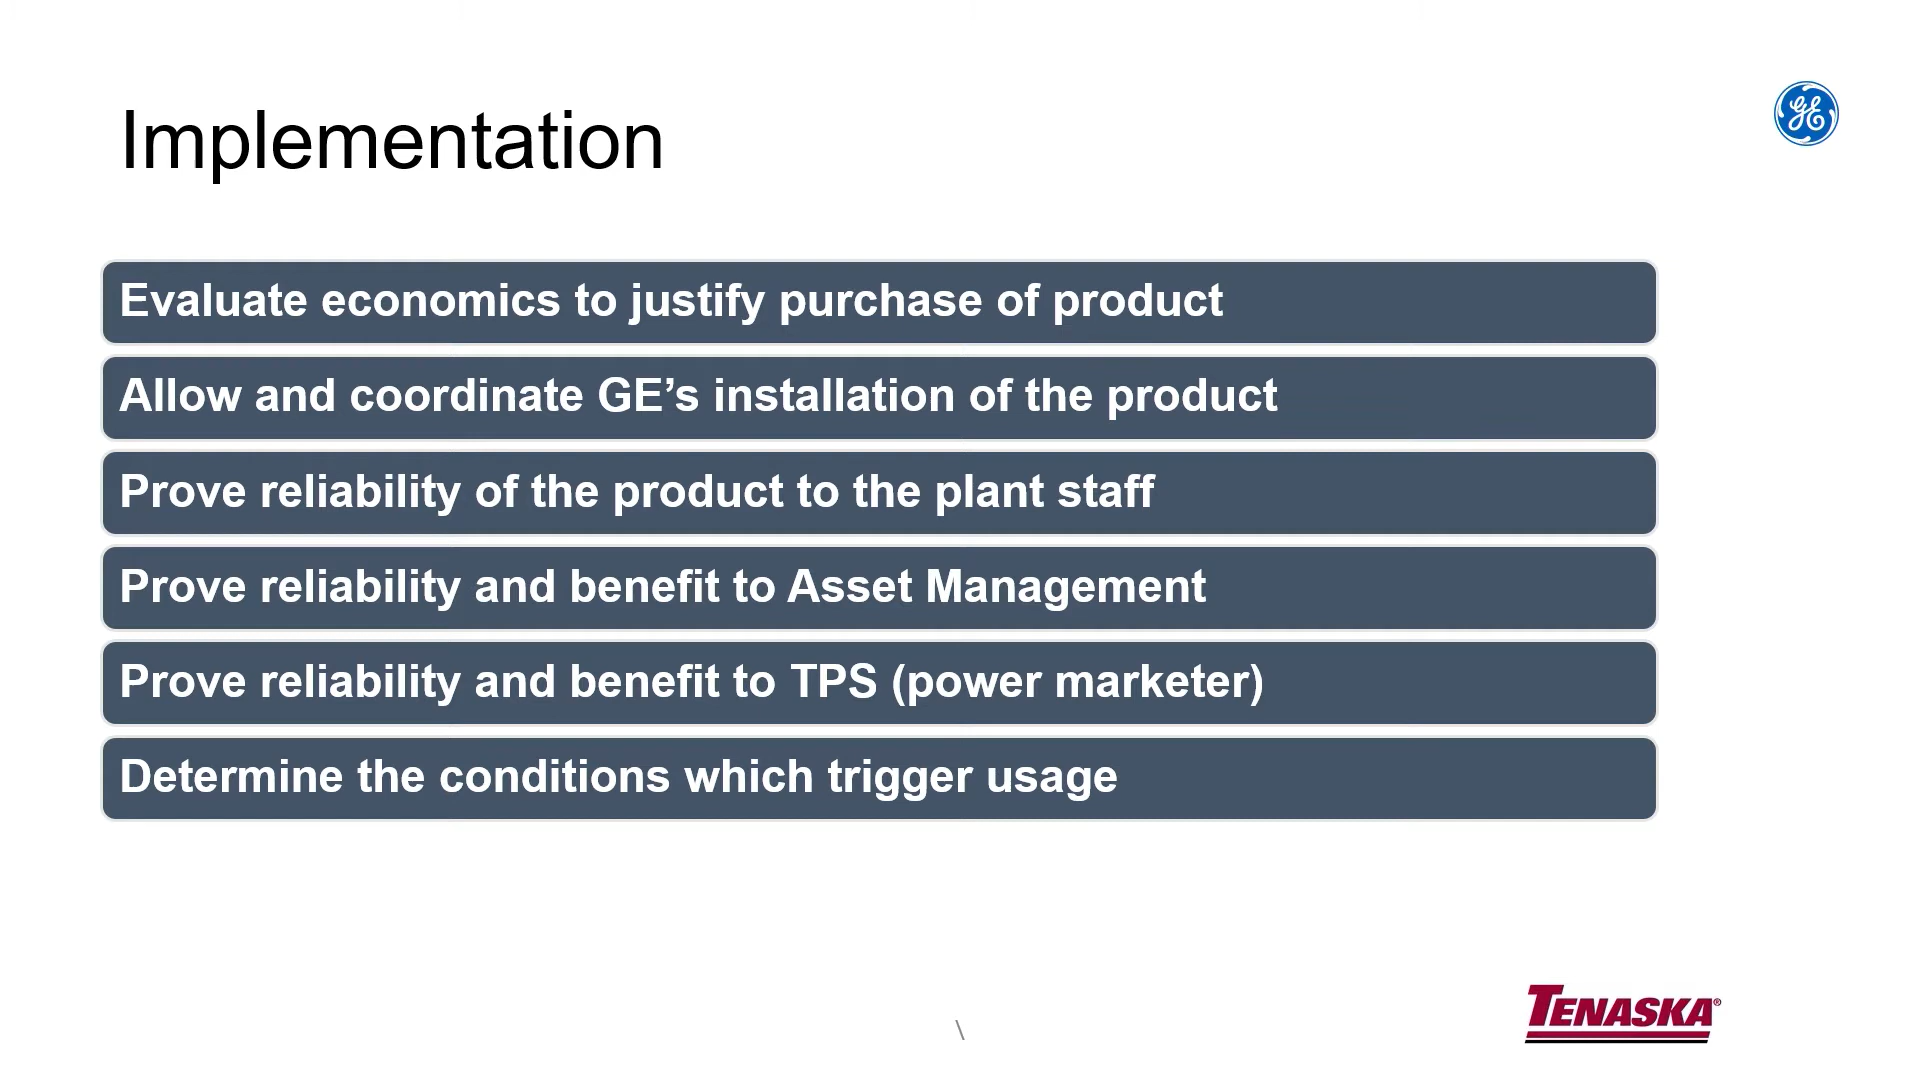 Implementation
GE
Evaluate economics to justify purchase of product
Allow and coordinate GE’s installation of the product
Prove reliability of the product to the plant staff
Prove reliability and benefit to Asset Management
Prove reliability and benefit to TPS (power marketer)
Determine the conditions which trigger usage
\
TENASKA®